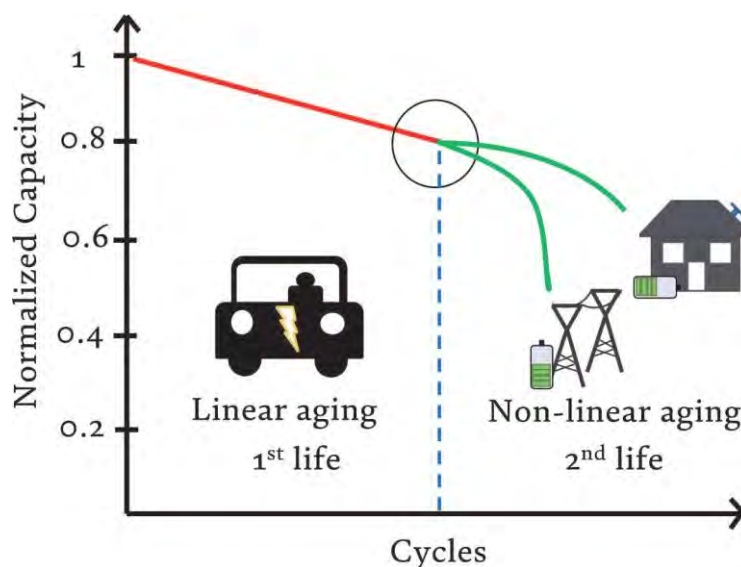 1
0.8
0.6
0.4
0.2
Normalized Capacity
Linear aging
1st life
Non-linear aging
2nd life
Cycles